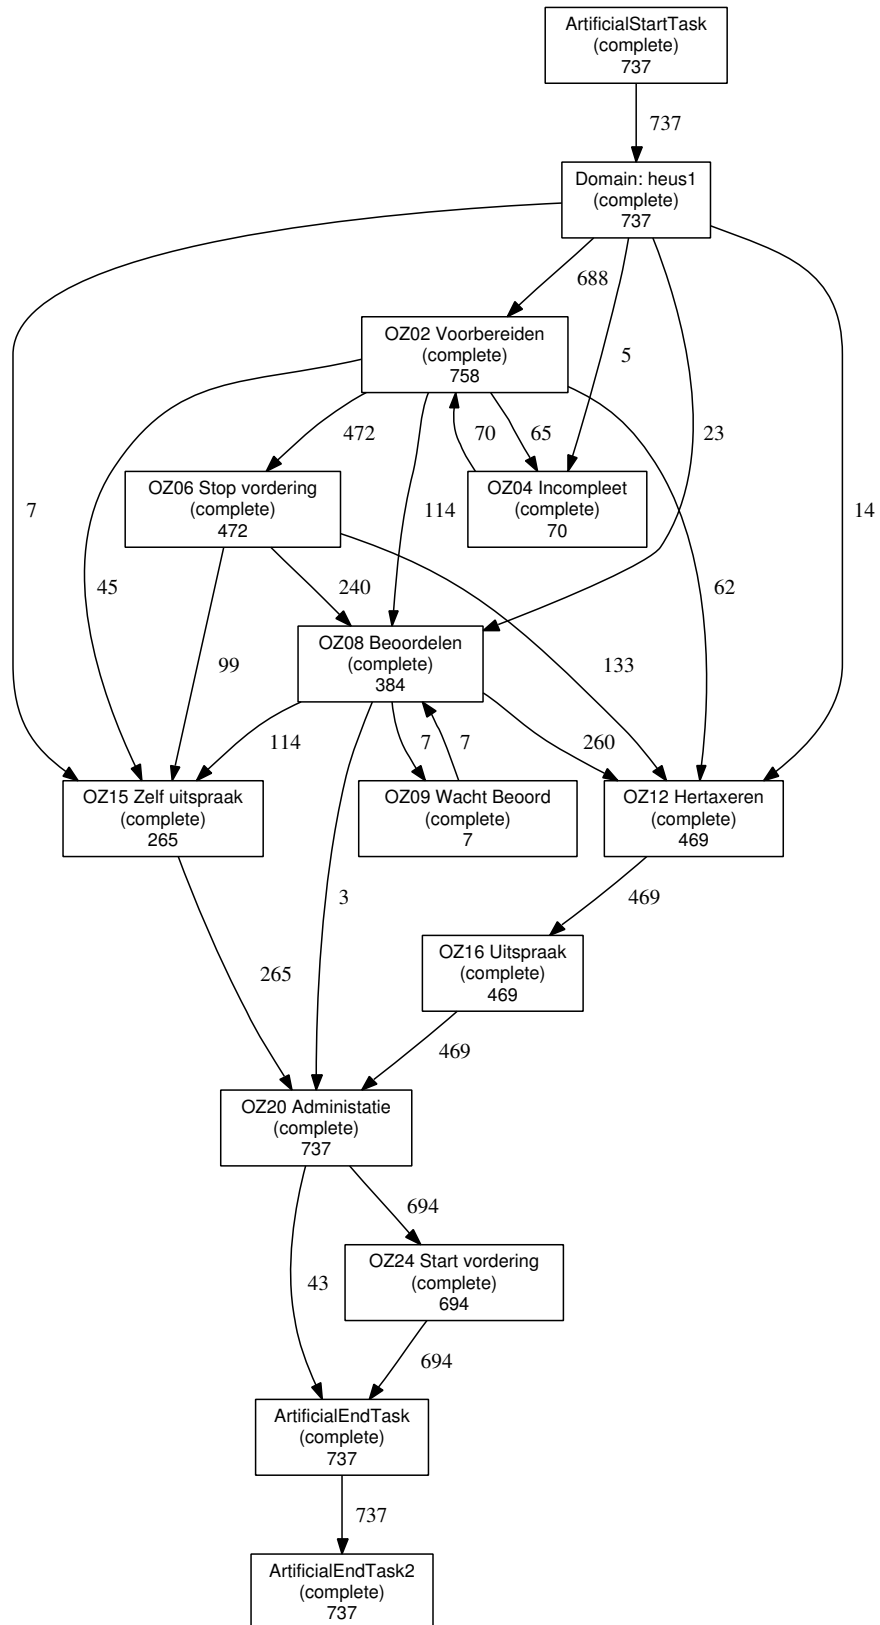 ArtificialStartTask
(complete)
737
737
Domain: heus1
(complete)
737
688
OZ02 Voorbereiden
(complete)
758
5
472
70
65
23
OZ06 Stop vordering
(complete)
472
OZ04 Incompleet
(complete)
70
7
114
14
45
240
62
OZ08 Beoordelen
(complete)
384
99
133
114
7
7
260
OZ15 Zelf uitspraak
(complete)
265
OZ09 Wacht Beoord
(complete)
7
OZ12 Hertaxeren
(complete)
469
3
469
OZ16 Uitspraak
(complete)
469
265
469
OZ20 Administatie
(complete)
737
694
OZ24 Start vordering
(complete)
694
43
694
ArtificialEndTask
(complete)
737
737
ArtificialEndTask2
(complete)
737